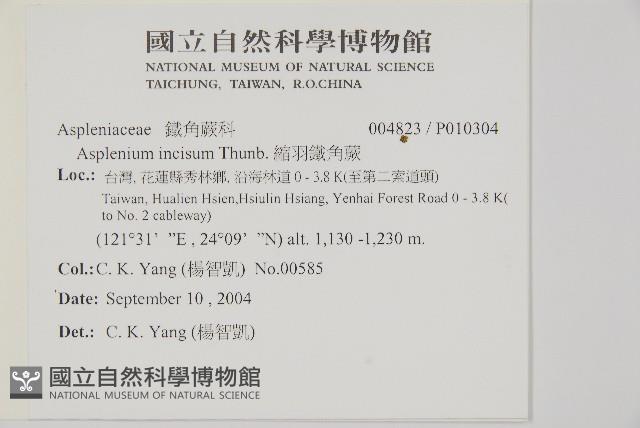 國立自然科學博物館
NATIONAL MUSEUM OF NATURAL SCIENCE
TAICHUNG, TAIWAN, R.O.CHINA
Aspleniaceae 鐵角蕨科 004823 / P010304
Asplenium incisum Thunb. 縮羽鐵角蕨
Loc.: 台灣, 花蓮縣秀林鄉, 沿海林道 0 - 3.8 K(至第二索道頭)
Taiwan, Hualien Hsien,Hsiulin Hsiang, Yenhai Forest Road 0 - 3.8 K(
to No. 2 cableway)
(121°31’ ”E , 24°09’ ”N) alt. 1,130 -1,230 m.
Col.:C. K. Yang (楊智凱) No.00585
Date: September 10 , 2004
Det.: C. K. Yang (楊智凱)
國立自然科學博物館
NATIONAL MUSEUM OF NATURAL SCIENCE